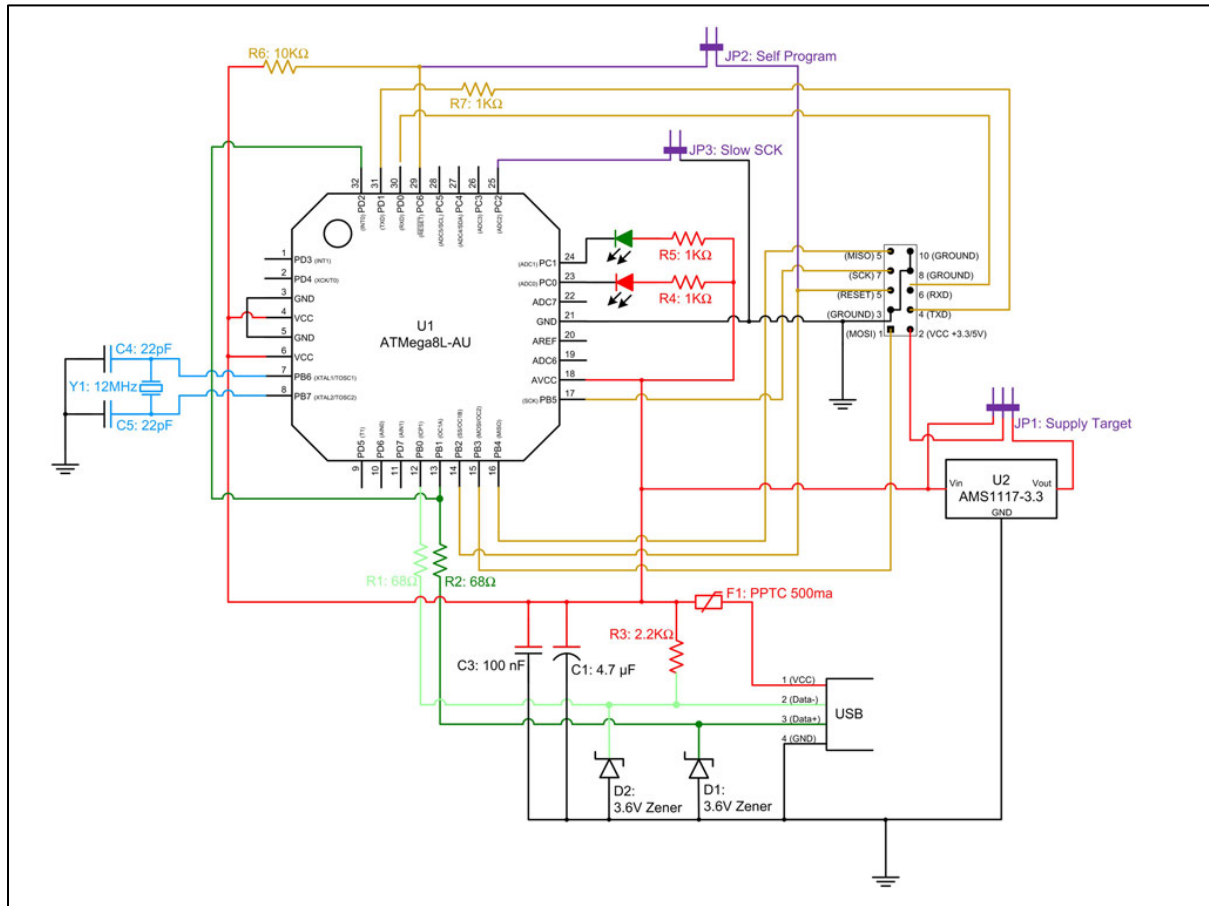 R6: 10KΩ
JP2: Self Program
R7: 1KΩ
JP3: Slow SCK
32
31
30
29
28
27
26
25
PD2
PD1
PD0
PC6
PC5
PC4
PC3
PC2
(INT0)
(TXD)
(RXD)
(RESET)
(ADC5/SCL)
(ADC4/SDA)
(ADC3)
(ADC2)
1
PD3 (INT1)
2
PD4 (XCK/T0)
3
GND
4
VCC
5
GND
6
VCC
7
PB6 (XTAL1/TOSC1)
8
PB7 (XTAL2/TOSC2)
U1
ATMega8L-AU
(ADC1) PC1
24
(ADC0) PC0
23
ADC7
22
GND
21
AREF
20
ADC6
19
AVCC
18
(SCK) PB5
17
R5: 1KΩ
R4: 1KΩ
(MISO) 5
10 (GROUND)
(SCK) 7
8 (GROUND)
(RESET) 5
6 (RXD)
(GROUND) 3
4 (TXD)
(MOSI) 1
2 (VCC +3.3/5V)
C4: 22pF
Y1: 12MHz
C5: 22pF
PD5 (T1)
PD6 (AIN0)
PD7 (AIN1)
PB0 (ICP1)
PB1 (OC1A)
PB2 (SS/OC1B)
PB3 (MOSI/OC2)
PB4 (MISO)
9
10
11
12
13
14
15
16
JP1: Supply Target
Vin
U2
Vout
AMS1117-3.3
GND
R1: 68Ω
R2: 68Ω
F1: PPTC 500ma
R3: 2.2KΩ
C3: 100 nF
C1: 4.7 µF
1 (VCC)
2 (Data-)
3 (Data+)
4 (GND)
USB
D2:
3.6V Zener
D1:
3.6V Zener